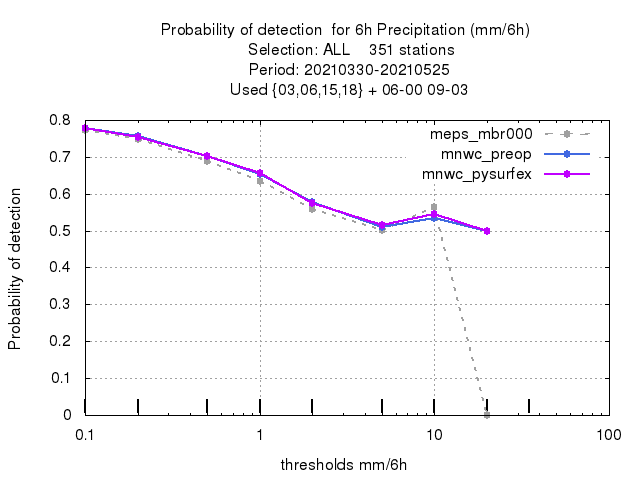 Probability of detection  for 6h Precipitation (mm/6h)
Selection: ALL    351 stations
Period: 20210330-20210525
Used {03,06,15,18} + 06-00 09-03
meps_mbr000
mnwc_preop
mnwc_pysurfex
Probability of detection
0.8
0.7
0.6
0.5
0.4
0.3
0.2
0.1
0
0.1 1 10 100
thresholds mm/6h